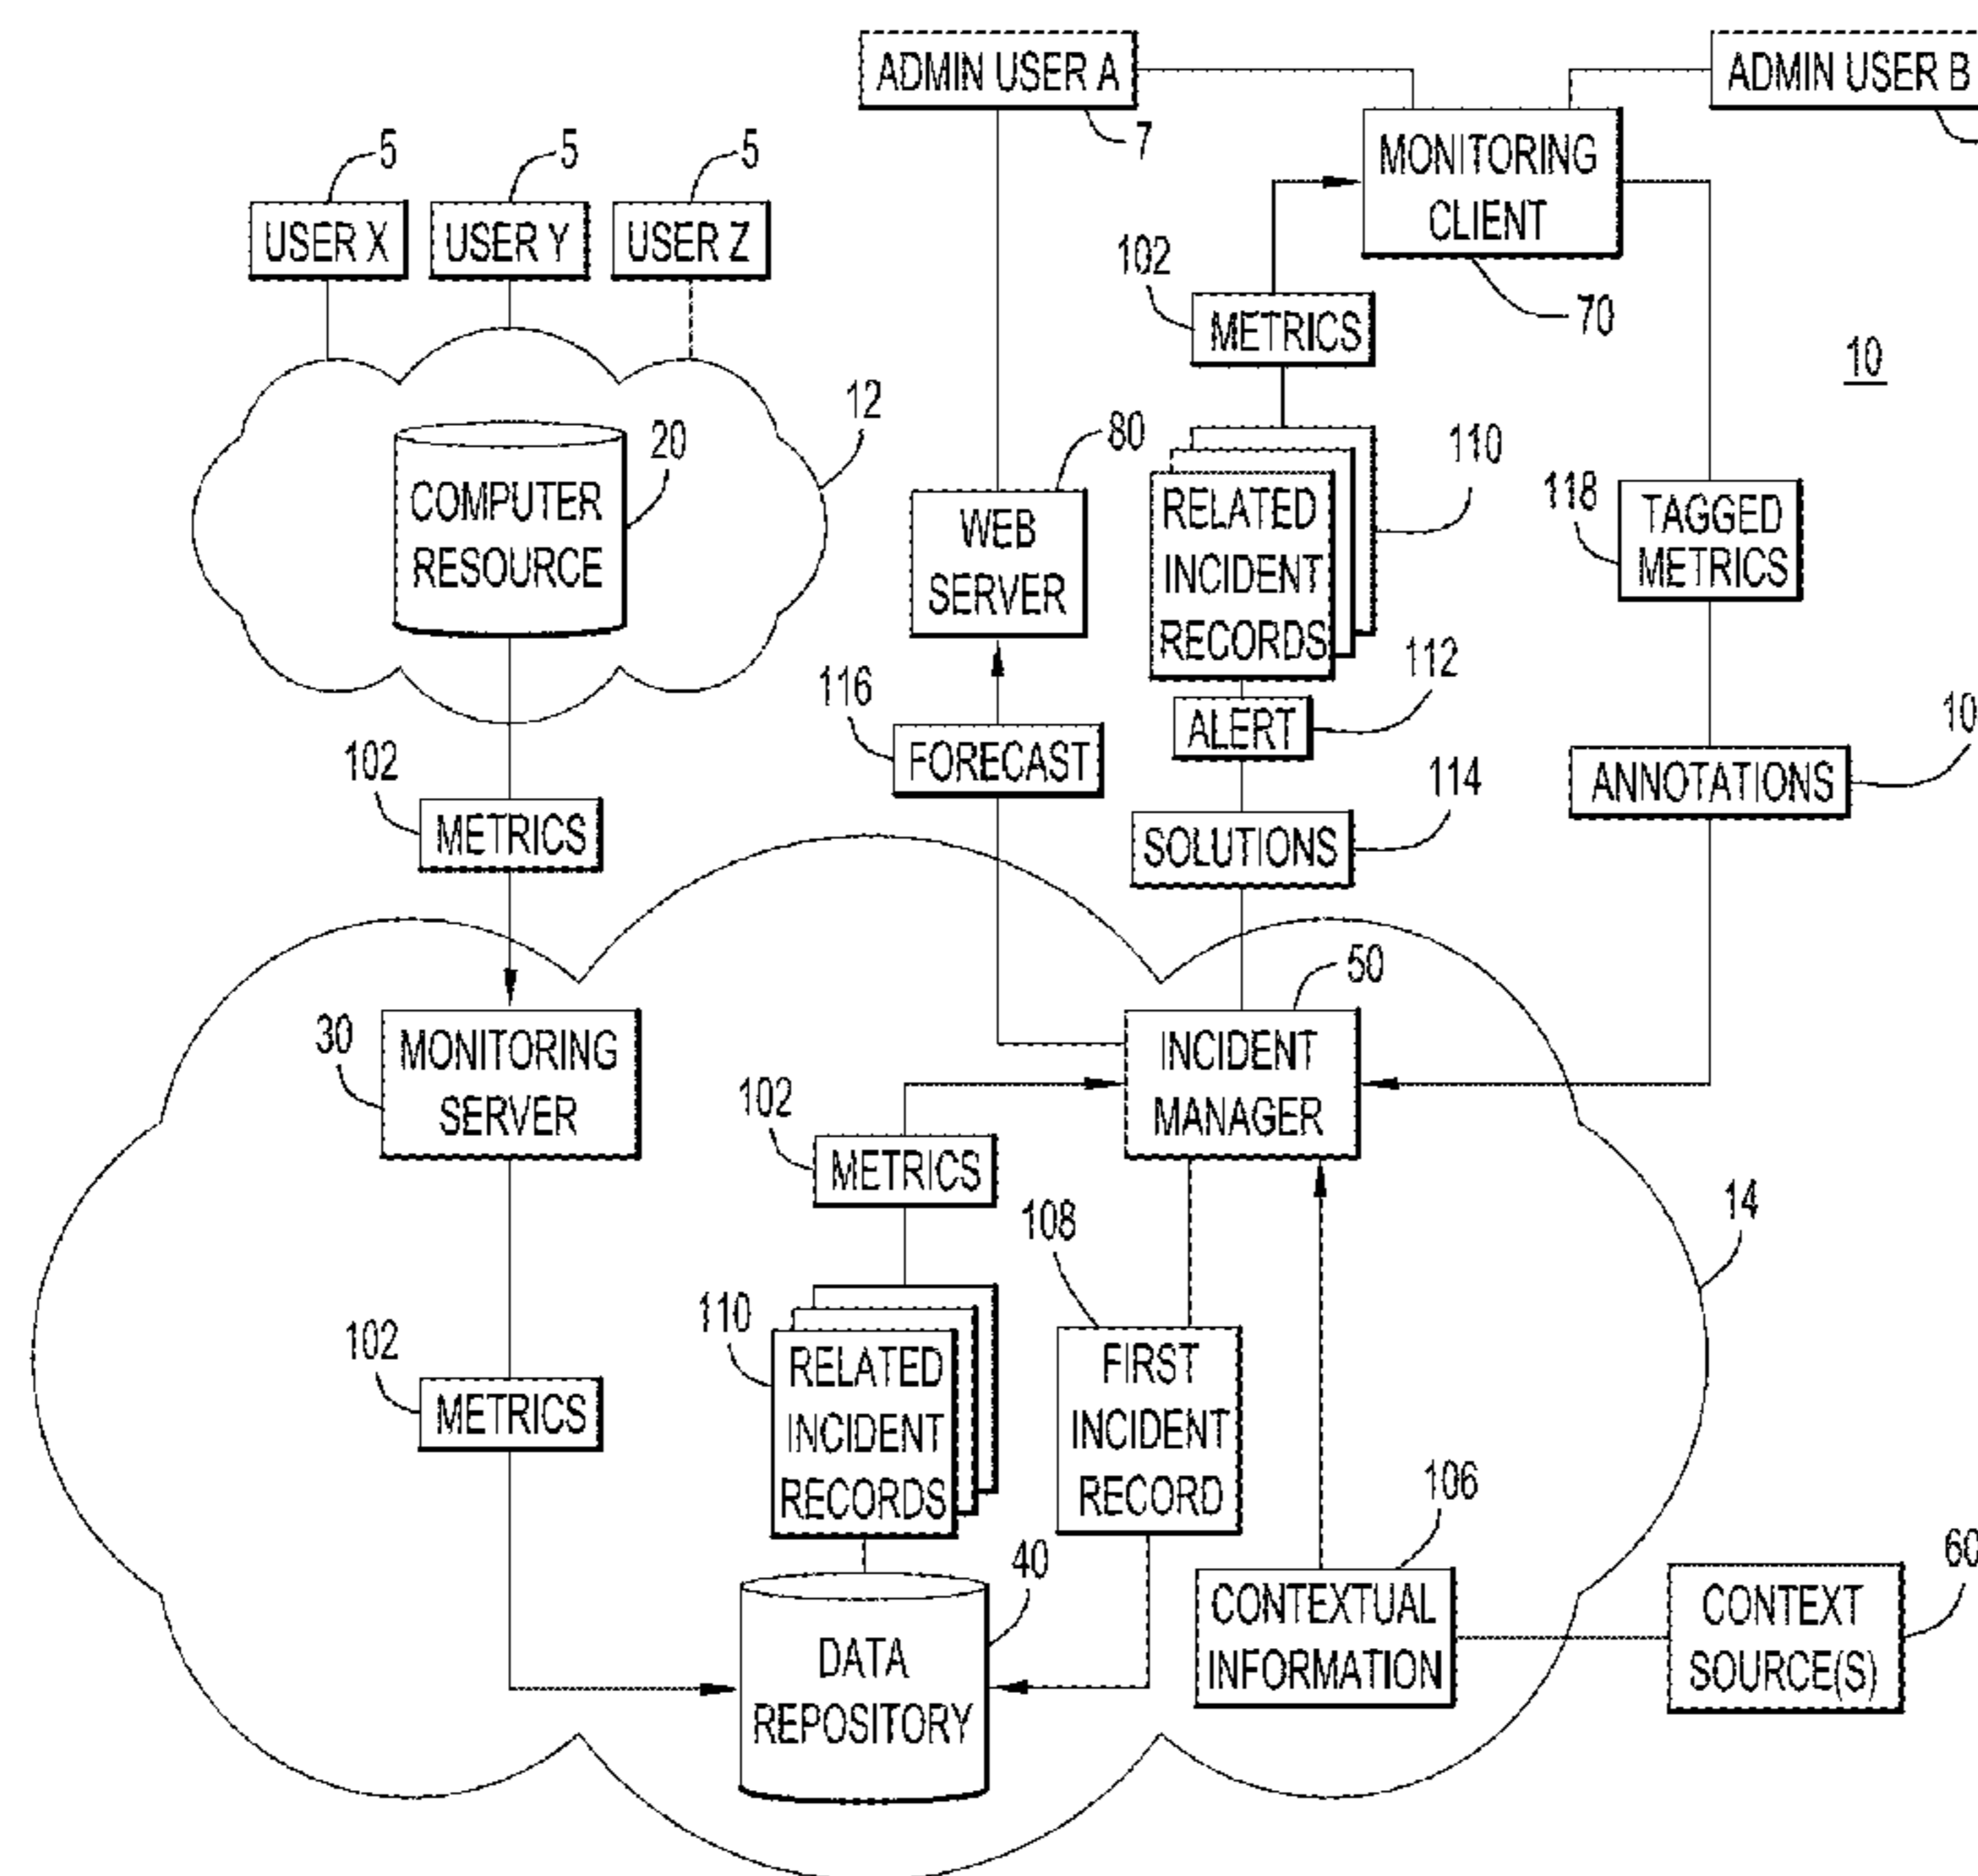 ADMIN USER A
ADMIN USER B
7
5
5
5
USER X
USER Y
USER Z
MONITORING
CLIENT
70
10
102
METRICS
12
20
COMPUTER
RESOURCE
80
WEB
SERVER
110
RELATED
INCIDENT
RECORDS
118
TAGGED
METRICS
116
FORECAST
112
ALERT
10
ANNOTATIONS
102
METRICS
114
SOLUTIONS
50
INCIDENT
MANAGER
30
MONITORING
SERVER
102
METRICS
14
108
FIRST
INCIDENT
RECORD
110
RELATED
INCIDENT
RECORDS
102
METRICS
106
CONTEXTUAL
INFORMATION
60
CONTEXT
SOURCE(S)
40
DATA
REPOSITORY